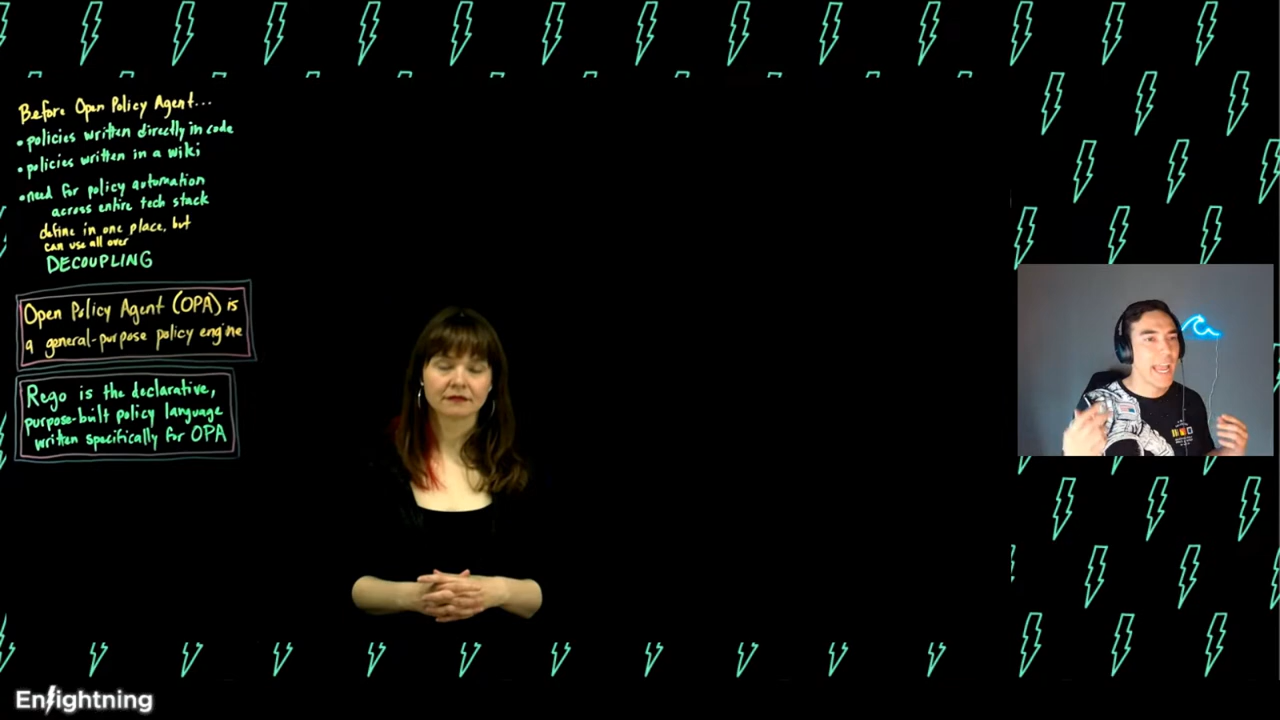 Before Open Policy Agent...
• policies written directly in code
• policies written in a wiki
• need for policy automation
across entire tech stack
define in one place, but
can use all over
DECOUPLING
Open Policy Agent (OPA) is
a general-purpose policy engine
Rego is the declarative,
purpose-built policy language
written specifically for OPA
Enlightning